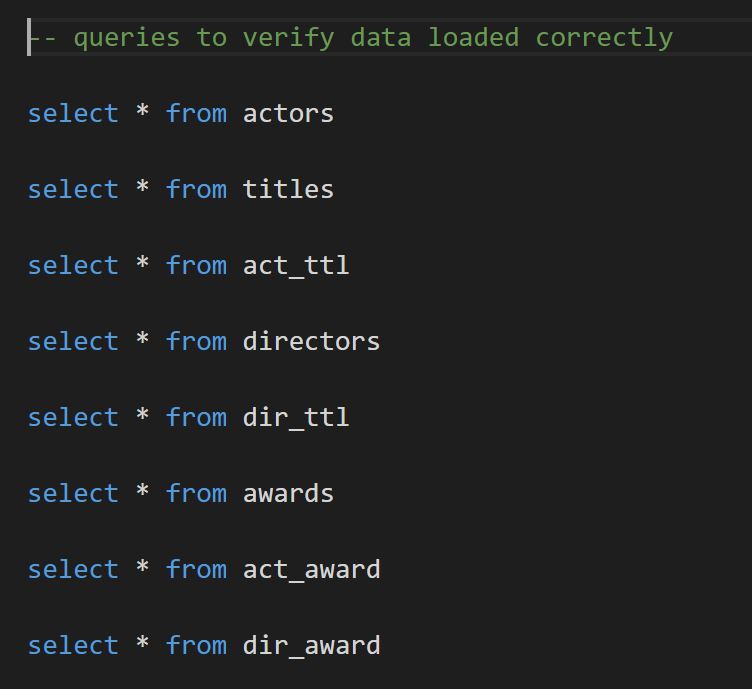 -- queries to verify data loaded correctly
select * from actors
select * from titles
select * from act_ttl
select * from directors
select * from dir_ttl
select * from awards
select * from act_award
select * from dir_award